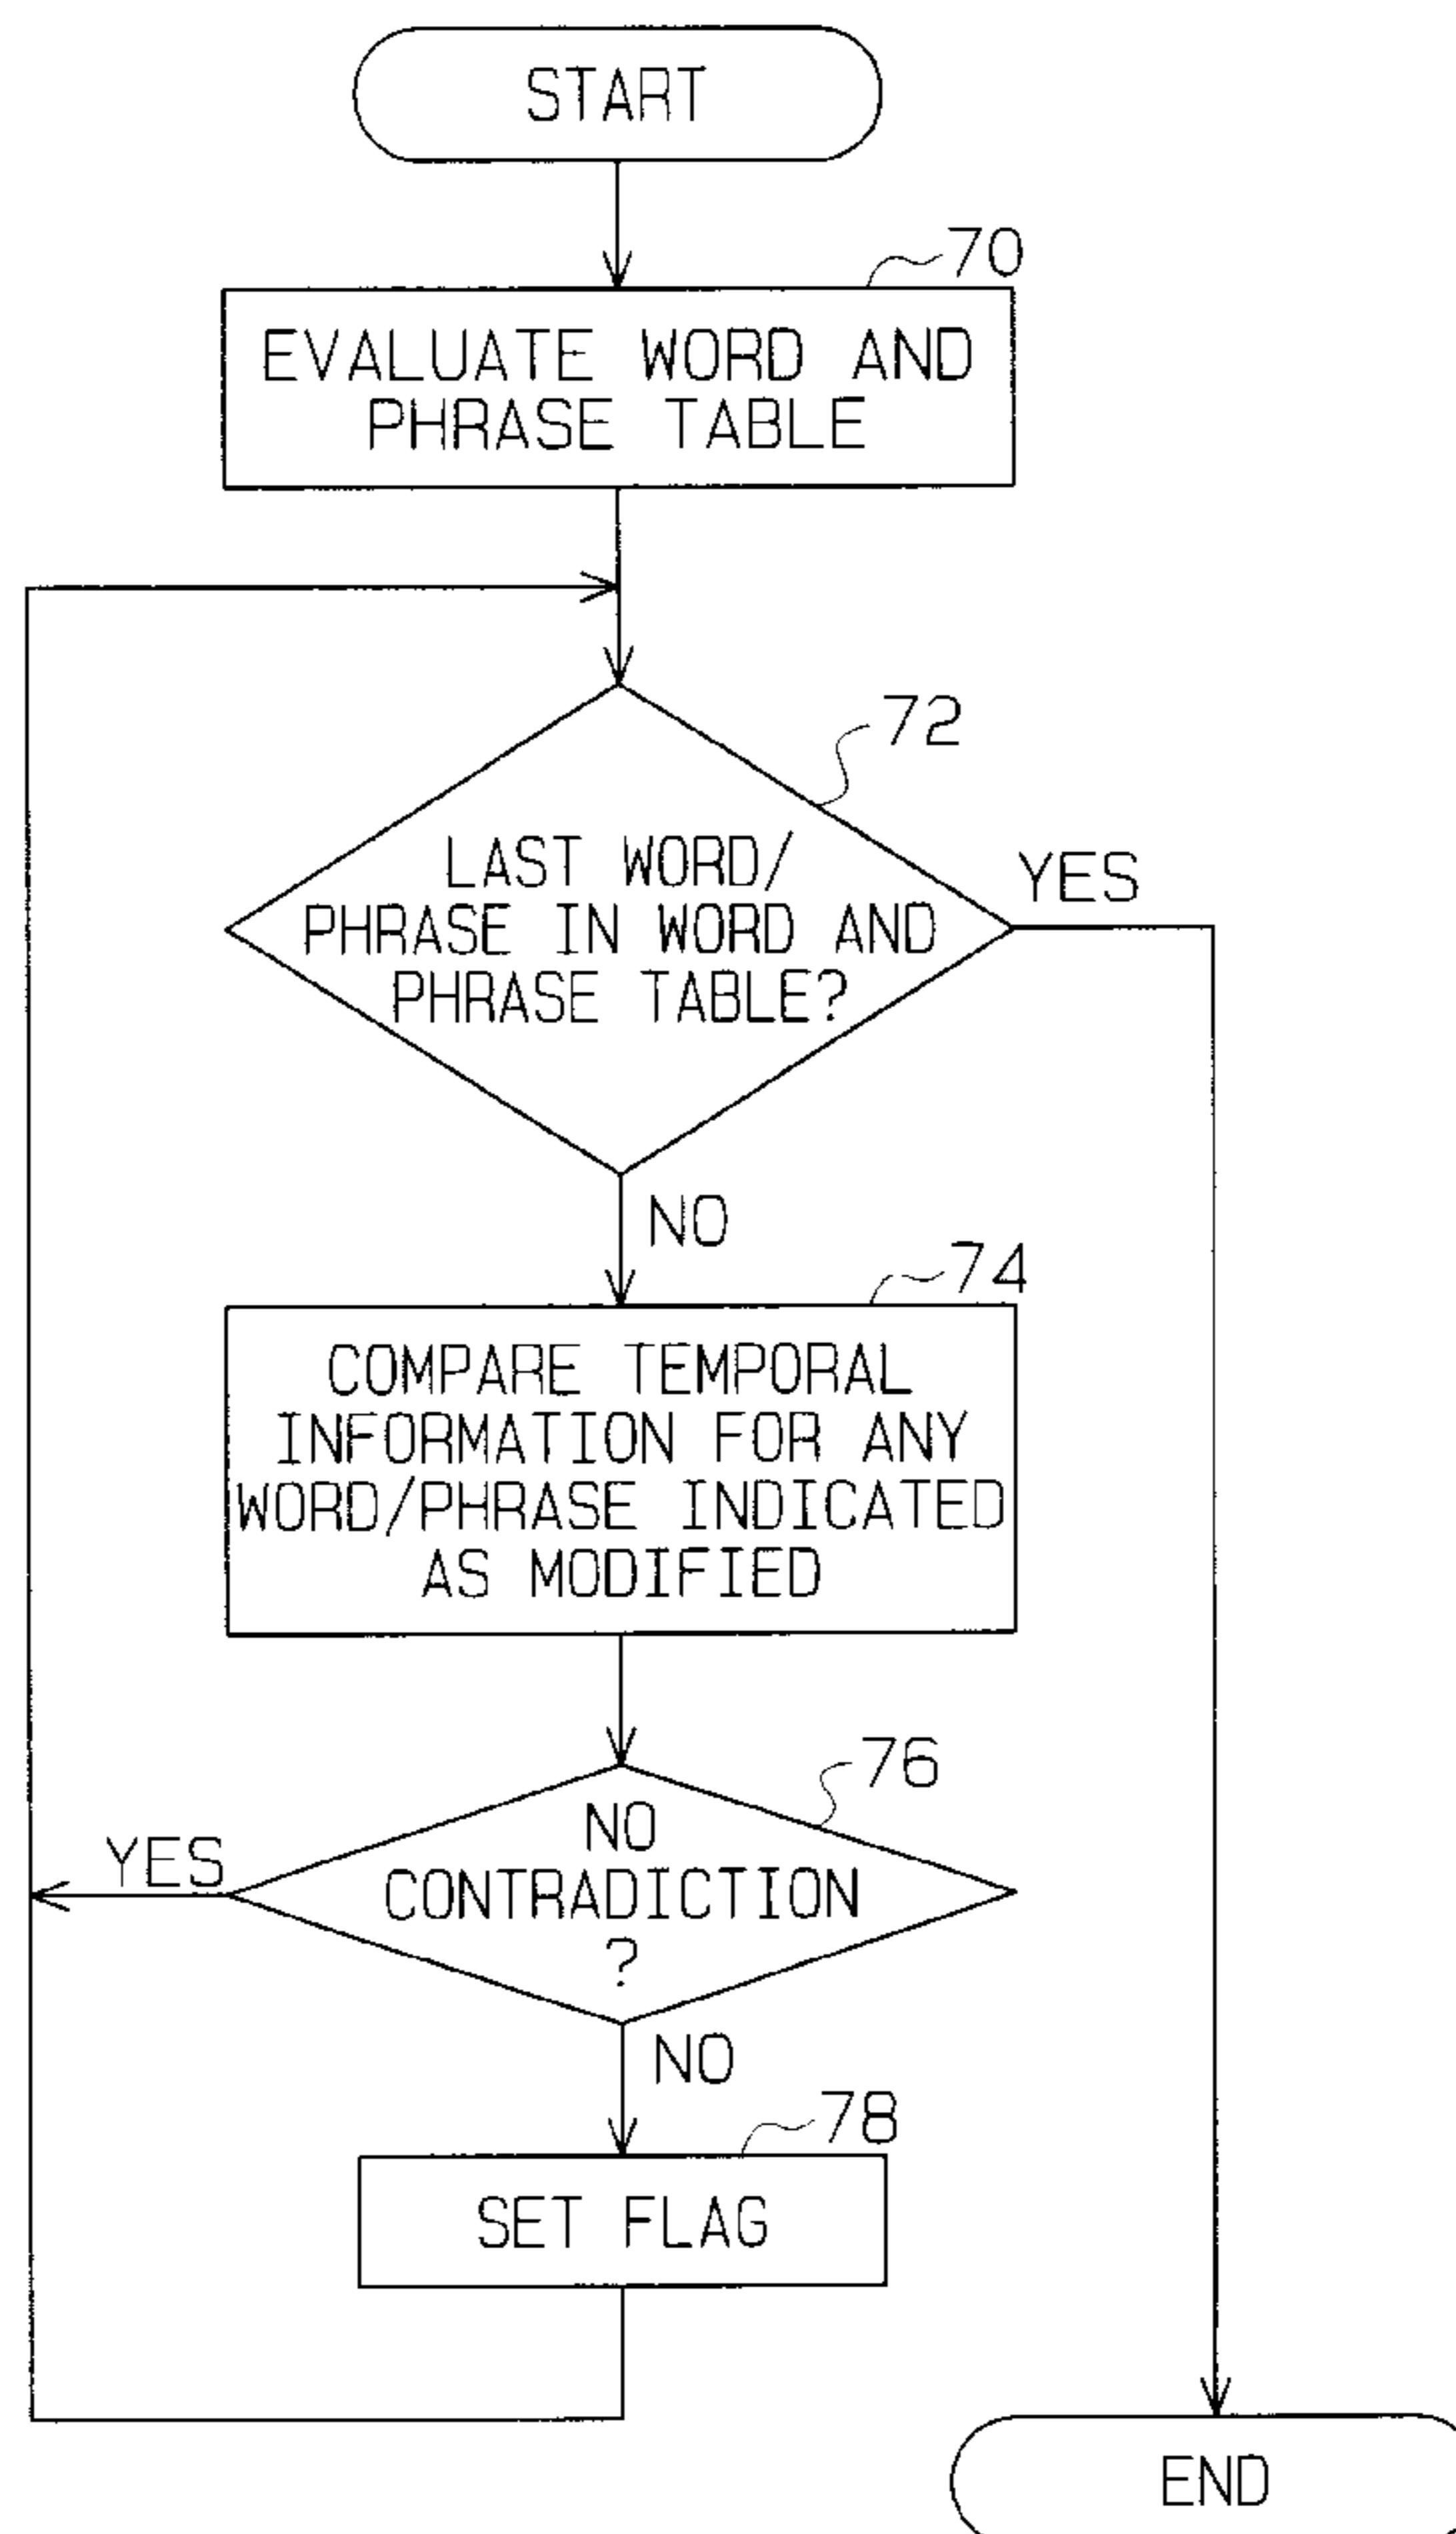 START
70
EVALUATE WORD AND
PHRASE TABLE
72
LAST WORD/
PHRASE IN WORD AND
PHRASE TABLE?
YES
NO
74
COMPARE TEMPORAL
INFORMATION FOR ANY
WORD/PHRASE INDICATED
AS MODIFIED
76
NO
CONTRADICTION
?
YES
NO
78
SET FLAG
END